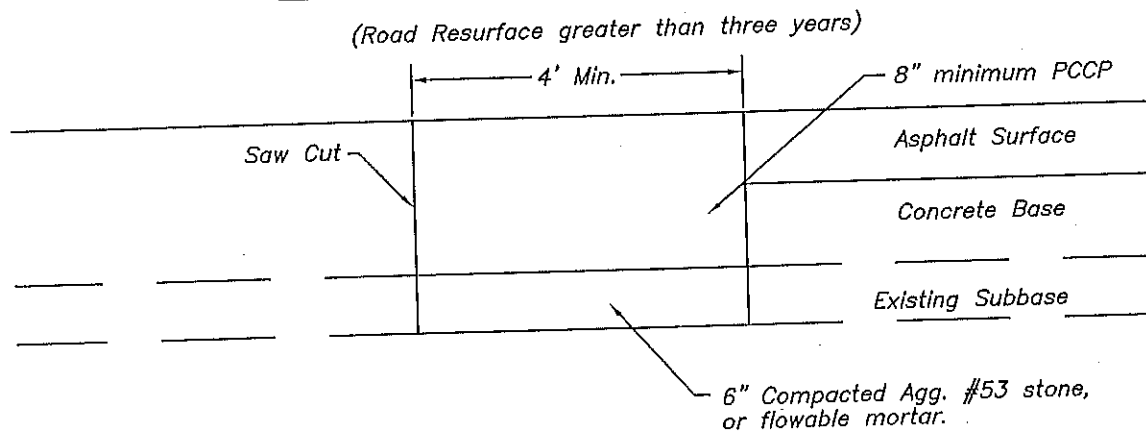 (Road Resurface greater than three years)
4' Min.
8" minimum PCCP
Asphalt Surface
Saw Cut
Concrete Base
Existing Subbase
6" Compacted Agg. #53 stone,
or flowable mortar.